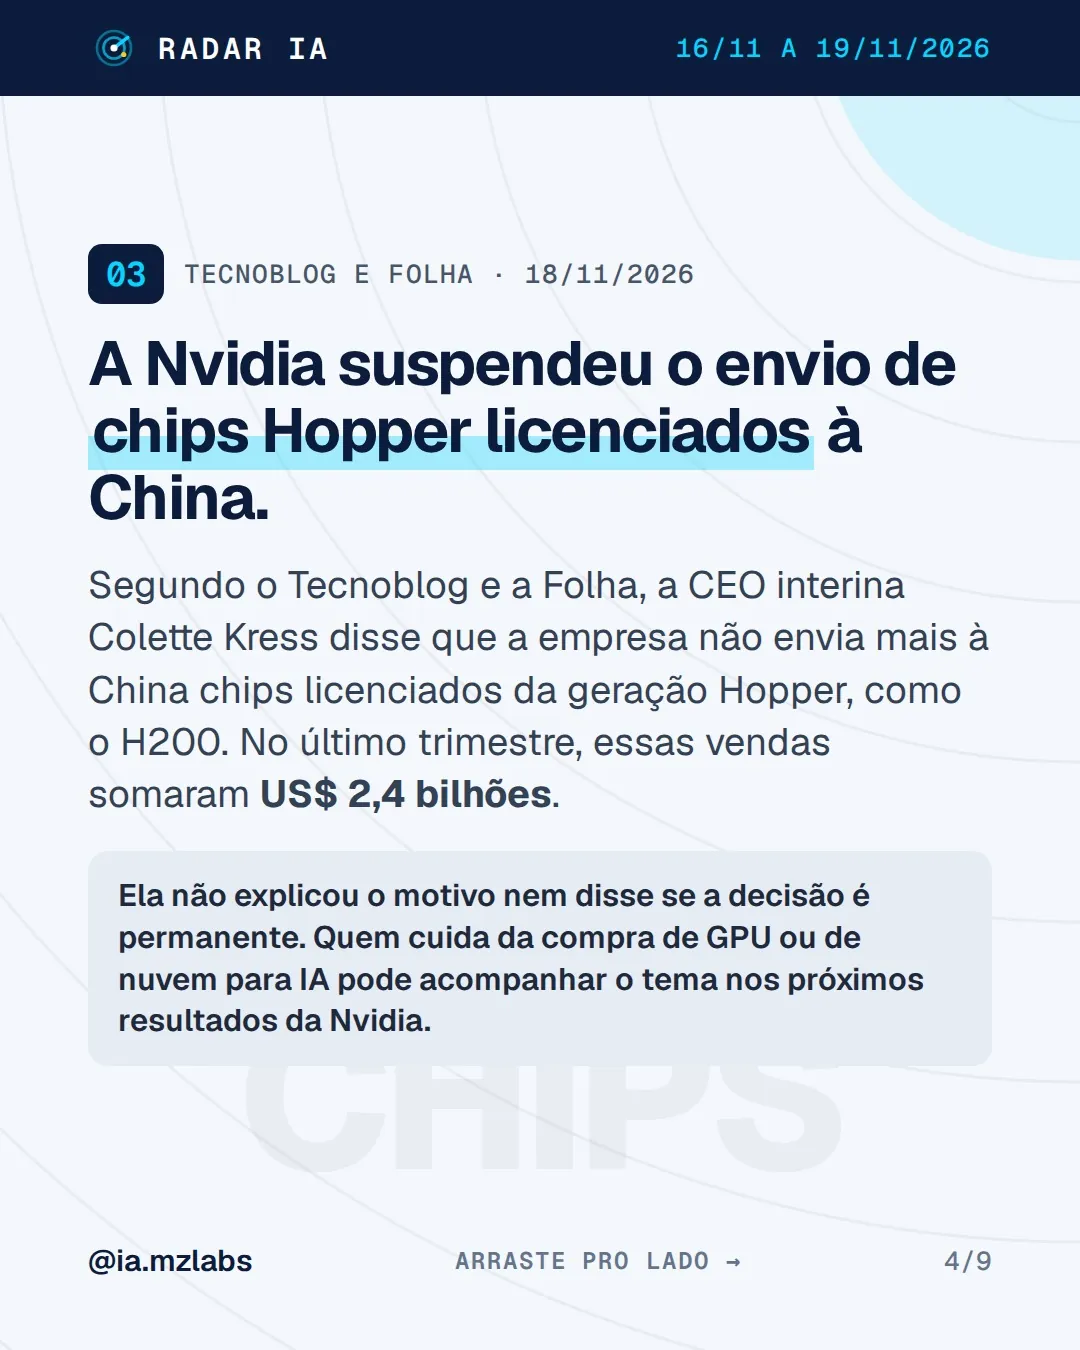 RADAR IA
16/11 A 19/11/2026
03
TECNOBLOG E FOLHA · 18/11/2026
A Nvidia suspendeu o envio de
chips Hopper licenciados à
China.
Segundo o Tecnoblog e a Folha, a CEO interina
Colette Kress disse que a empresa não envia mais à
China chips licenciados da geração Hopper, como
o H200. No último trimestre, essas vendas
somaram US$ 2,4 bilhões.
Ela não explicou o motivo nem disse se a decisão é
permanente. Quem cuida da compra de GPU ou de
nuvem para IA pode acompanhar o tema nos próximos
resultados da Nvidia.
CHIPS
@ia.mzlabs
ARRASTE PRO LADO →
4/9